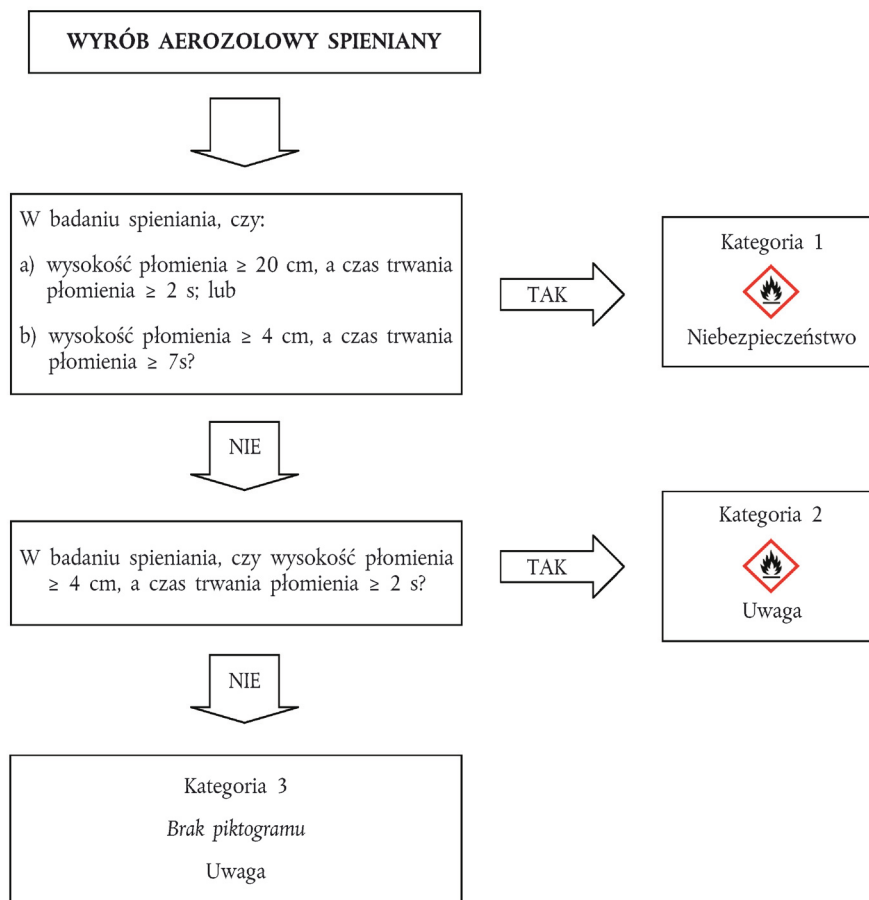 WYRÓB AEROZOLOWY SPIENIANY
W badaniu spieniania, czy:
a) wysokość płomienia ≥ 20 cm, a czas trwania
płomienia ≥ 2 s; lub
b) wysokość płomienia ≥ 4 cm, a czas trwania
płomienia ≥ 7s?
TAK
Kategoria 1
Niebezpieczeństwo
NIE
W badaniu spieniania, czy wysokość płomienia
≥ 4 cm, a czas trwania płomienia ≥ 2 s?
TAK
Kategoria 2
Uwaga
NIE
Kategoria 3
Brak piktogramu
Uwaga